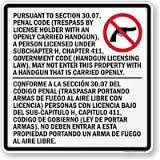 PURSUANT TO SECTION 30.07,
PENAL CODE (TRESPASS BY
LICENSE HOLDER WITH AN
OPENLY CARRIED HANDGUN),
A PERSON LICENSED UNDER
SUBCHAPTER H, CHAPTER 411,
GOVERNMENT CODE (HANDGUN LICENSING
LAW), MAY NOT ENTER THIS PROPERTY WITH
A HANDGUN THAT IS CARRIED OPENLY.
CONFORME A LA SECCIÓN 30.07 DEL
CÓDIGO PENAL (TRASPASAR PORTANDO
ARMAS DE FUEGO AL AIRE LIBRE CON
LICENCIA) PERSONAS CON LICENCIA BAJO
DEL SUB-CAPITULO H, CAPITULO 411,
CODIGO DE GOBIERNO (LEY DE PORTAR
ARMAS), NO DEBEN ENTRAR A ESTA
PROPIEDAD PORTANDO UN ARMA DE
FUEGO AL AIRE LIBRE.